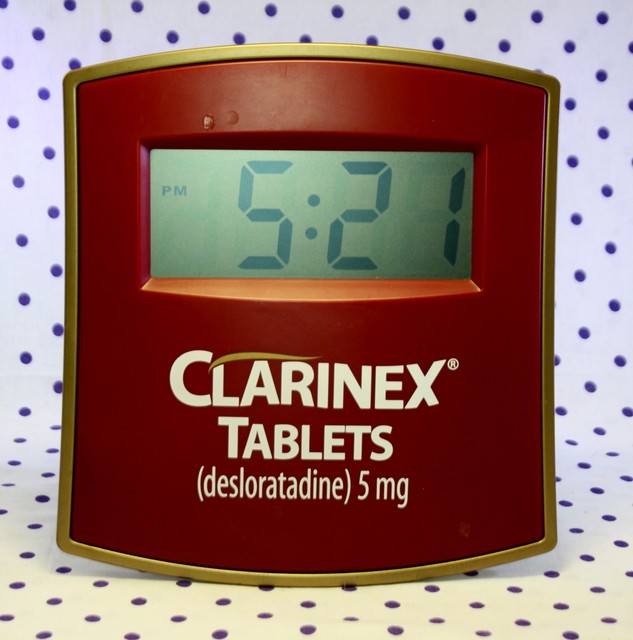 PM 5:21
CLARINEX®
TABLETS
(desloratadine) 5 mg